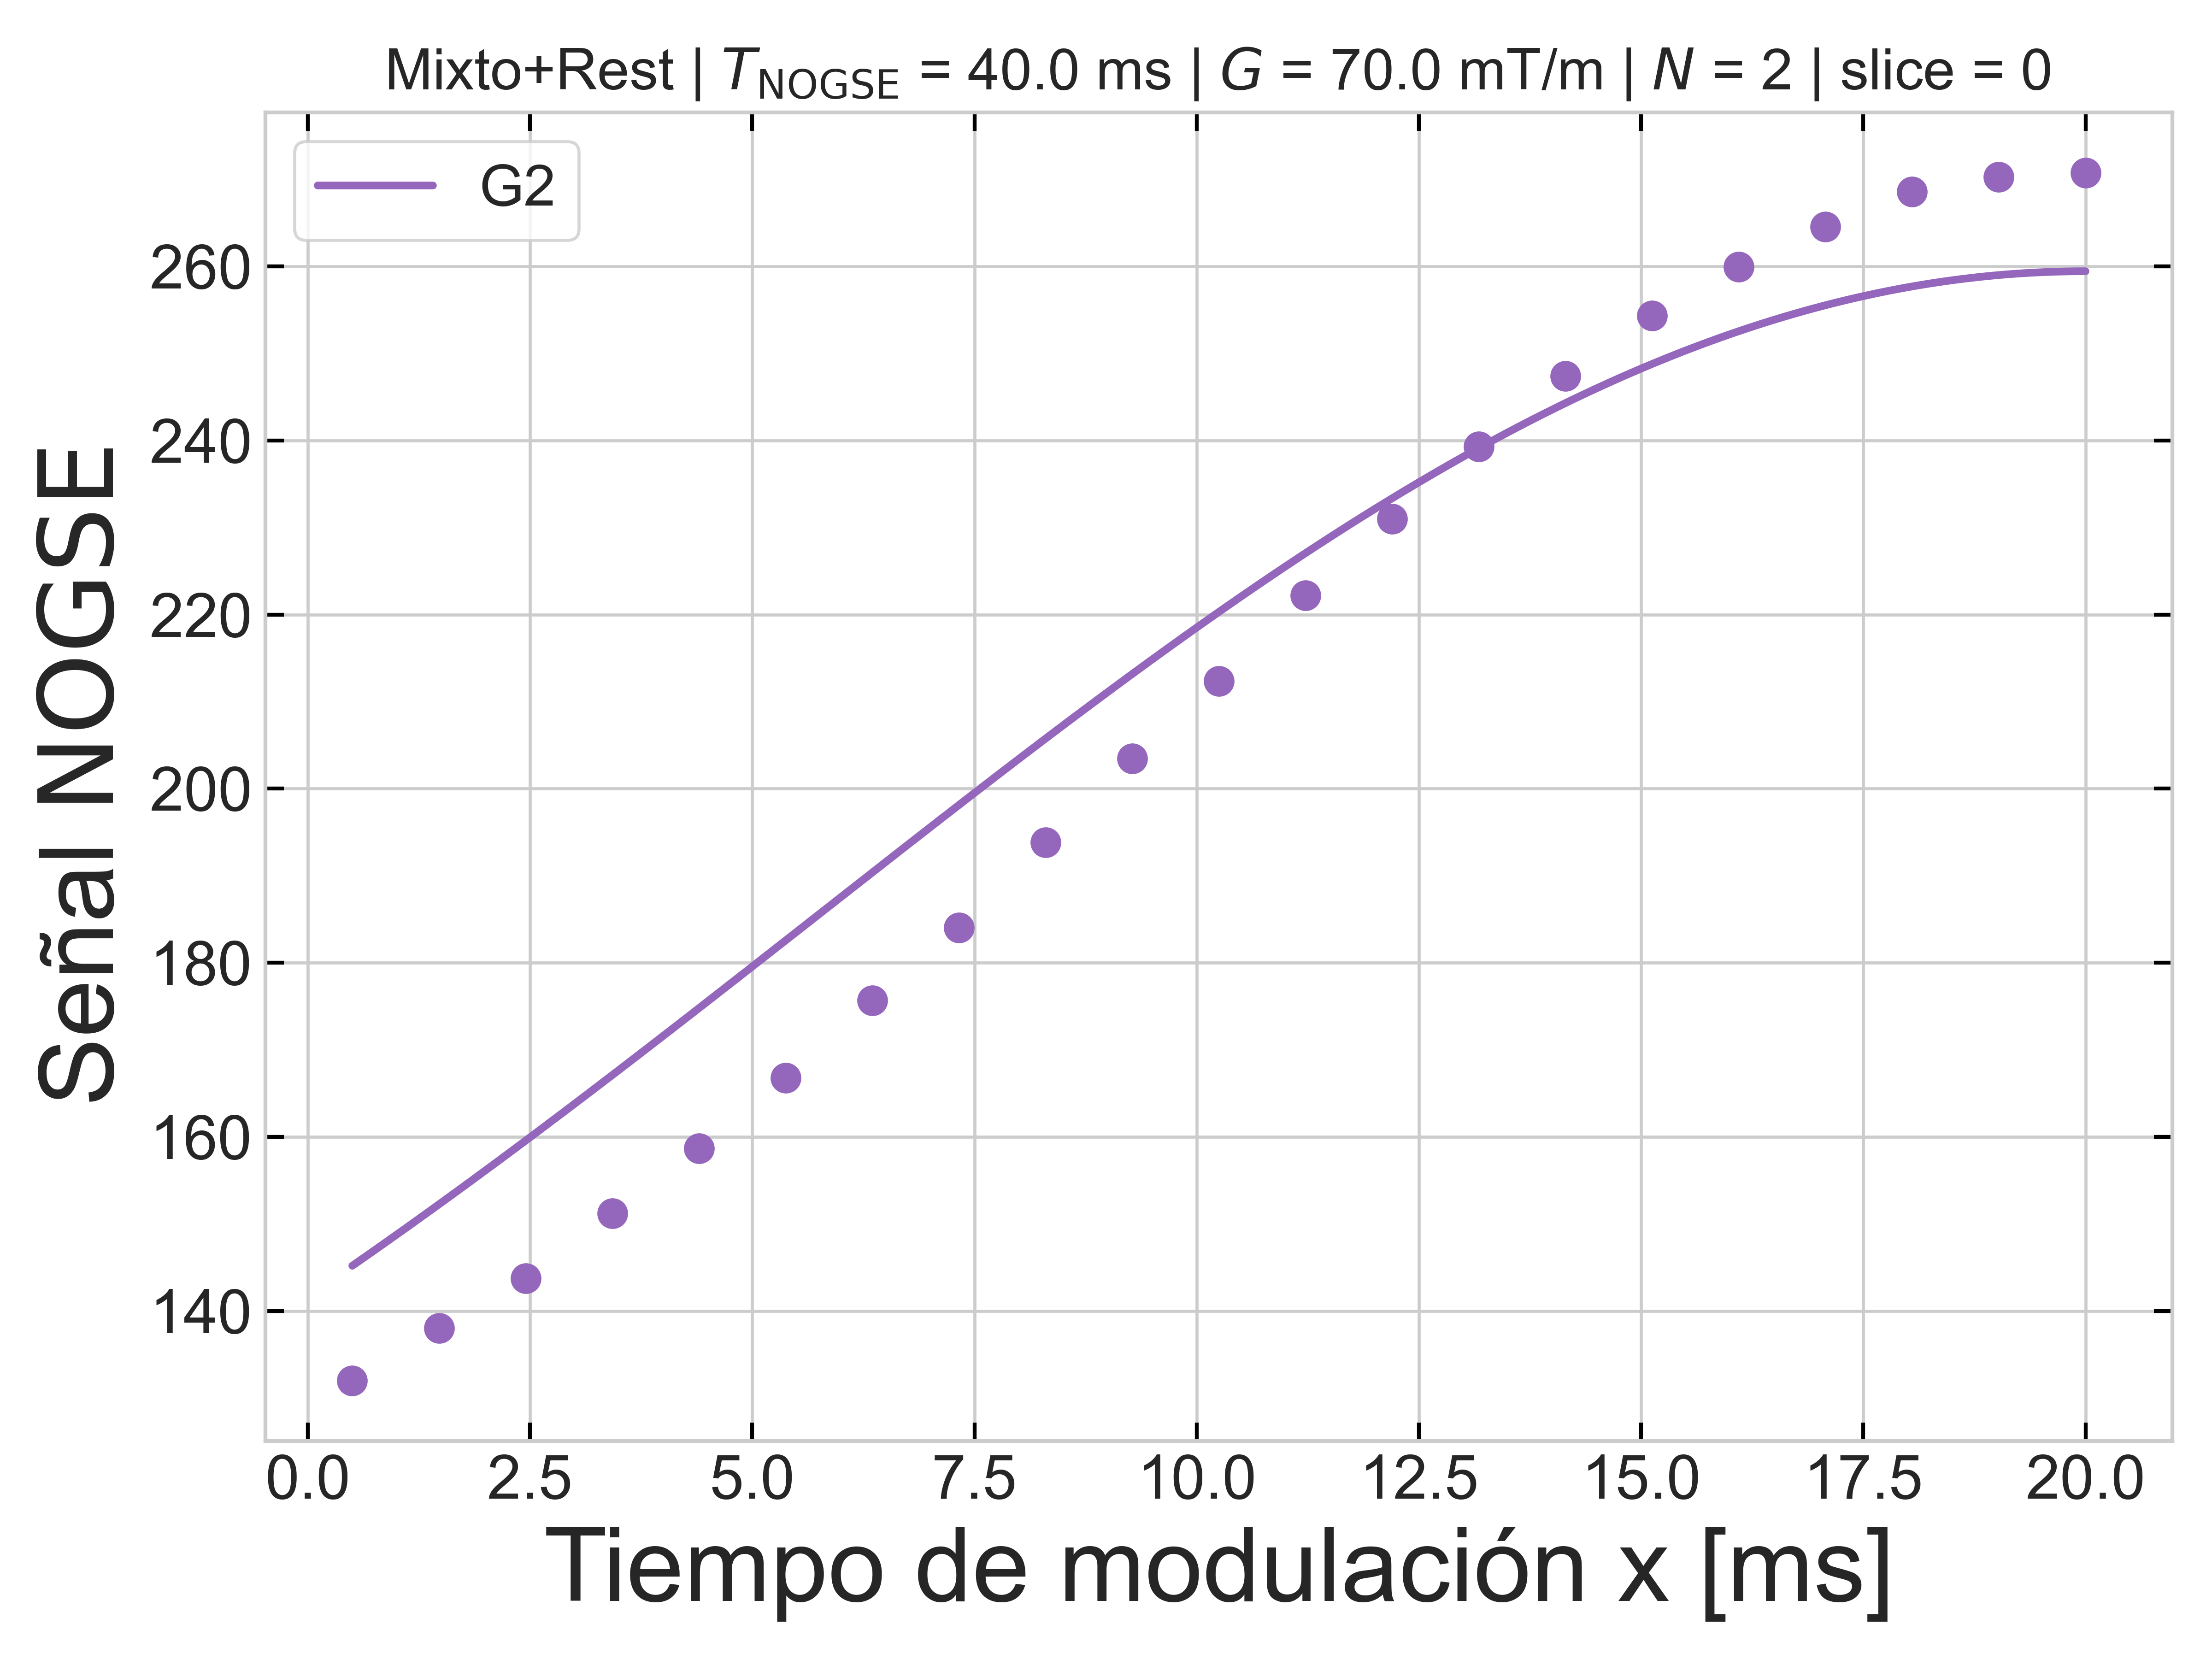 Mixto+Rest | T_NOGSE = 40.0 ms | G = 70.0 mT/m | N = 2 | slice = 0
G2
260
240
220
200
180
160
140
Señal NOGSE
0.0 2.5 5.0 7.5 10.0 12.5 15.0 17.5 20.0
Tiempo de modulación x [ms]